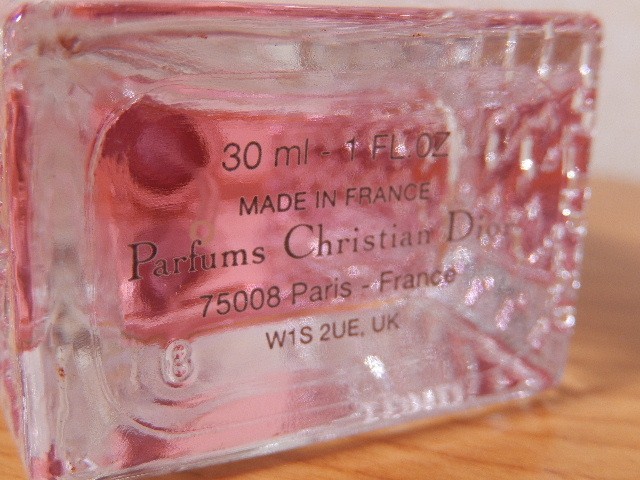 30 ml - 1 FL.OZ
MADE IN FRANCE
Parfums Christian Dior
75008 Paris - France
W1S 2UE, UK